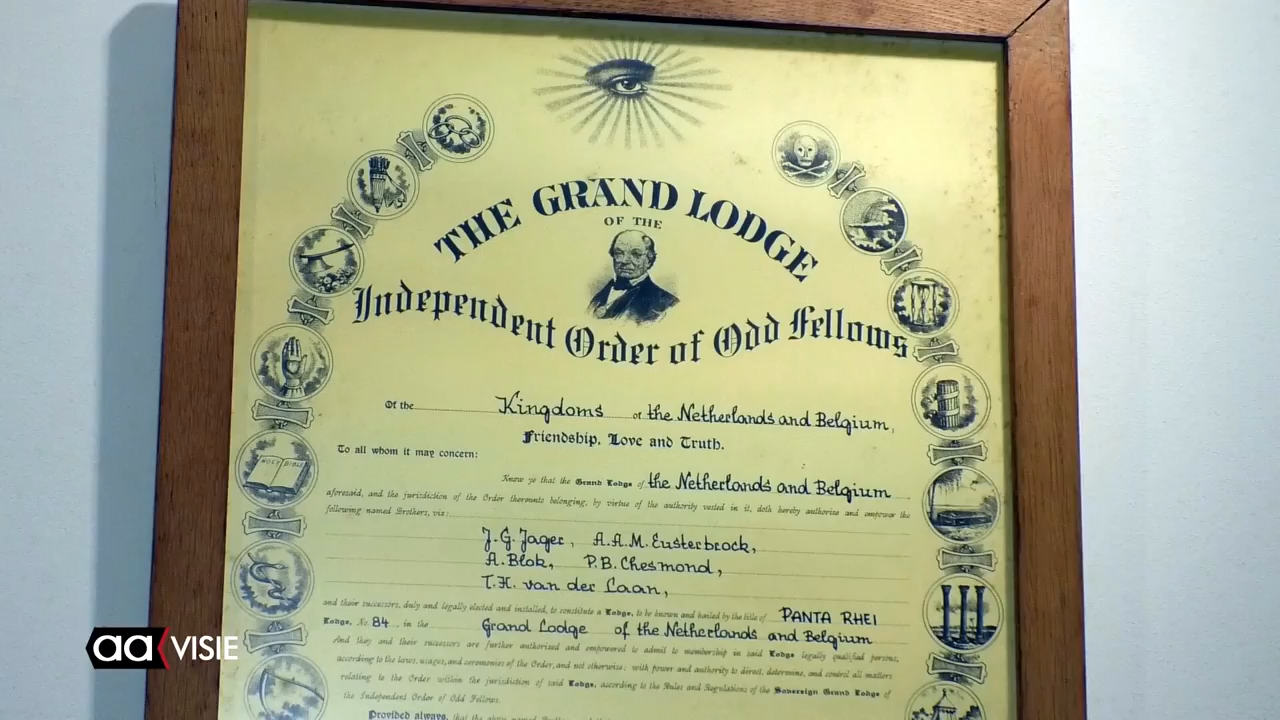 THE GRAND LODGE
OF THE
Independent Order of Odd Fellows
Of the Kingdoms of the Netherlands and Belgium,
Friendship, Love and Truth.
To all whom it may concern:
Know ye that the Grand Lodge of the Netherlands and Belgium
aforesaid, and the jurisdiction of the Order thereunto belonging, by virtue of the authority vested in it, doth hereby authorize and empower the
following named Brothers, viz:
J.G. Jager, A.A.M. Eusterbrock,
A. Blok, P.B. Chesmond,
T.H. van der Laan,
and their successors, duly and legally elected and installed, to constitute a Lodge, to be known and hailed by the title of PANTA RHEI
Lodge, No. 84, in the Grand Lodge of the Netherlands and Belgium
And they and their successors are further authorized and empowered to admit to membership in said Lodge legally qualified persons,
according to the laws, usages, and ceremonies of the Order, and not otherwise; with power and authority to direct, determine, and control all matters
relating to the Order within the jurisdiction of said Lodge, according to the Rules and Regulations of the Sovereign Grand Lodge of
the Independent Order of Odd Fellows.
Provided always, that the above named
HOLY BIBLE
aa VISIE